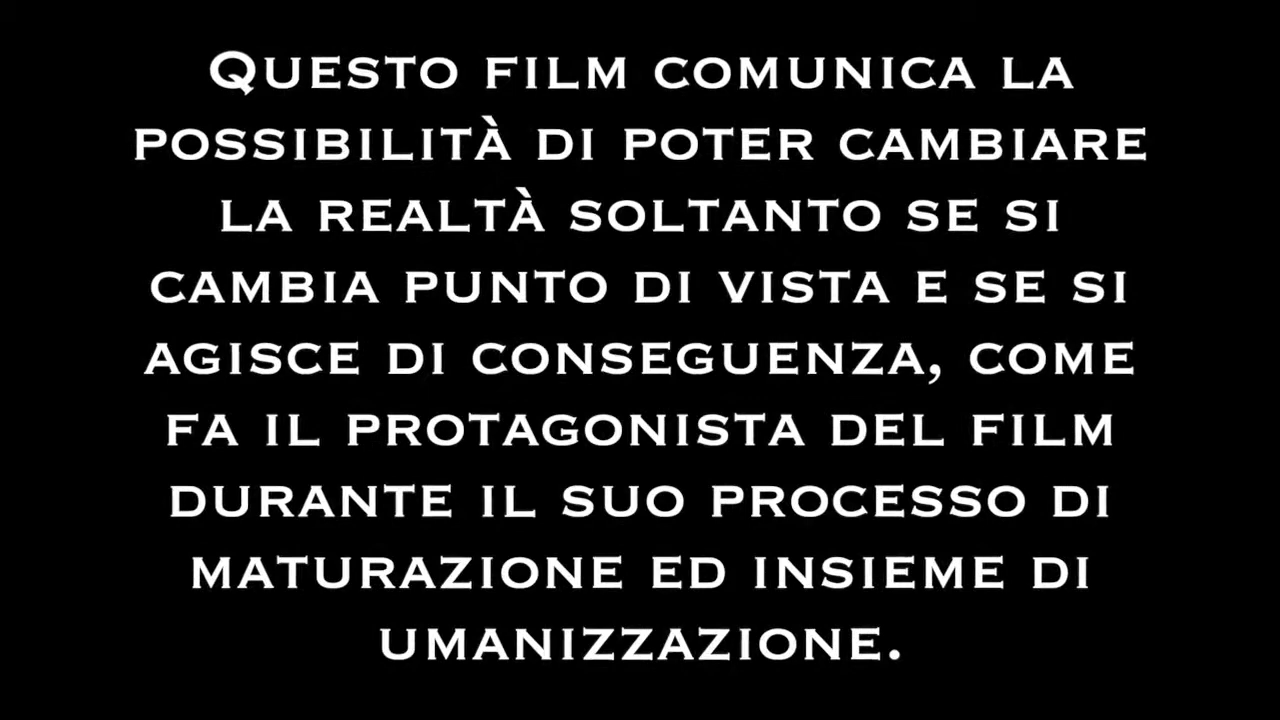 Questo film comunica la
possibilità di poter cambiare
la realtà soltanto se si
cambia punto di vista e se si
agisce di conseguenza, come
fa il protagonista del film
durante il suo processo di
maturazione ed insieme di
umanizzazione.